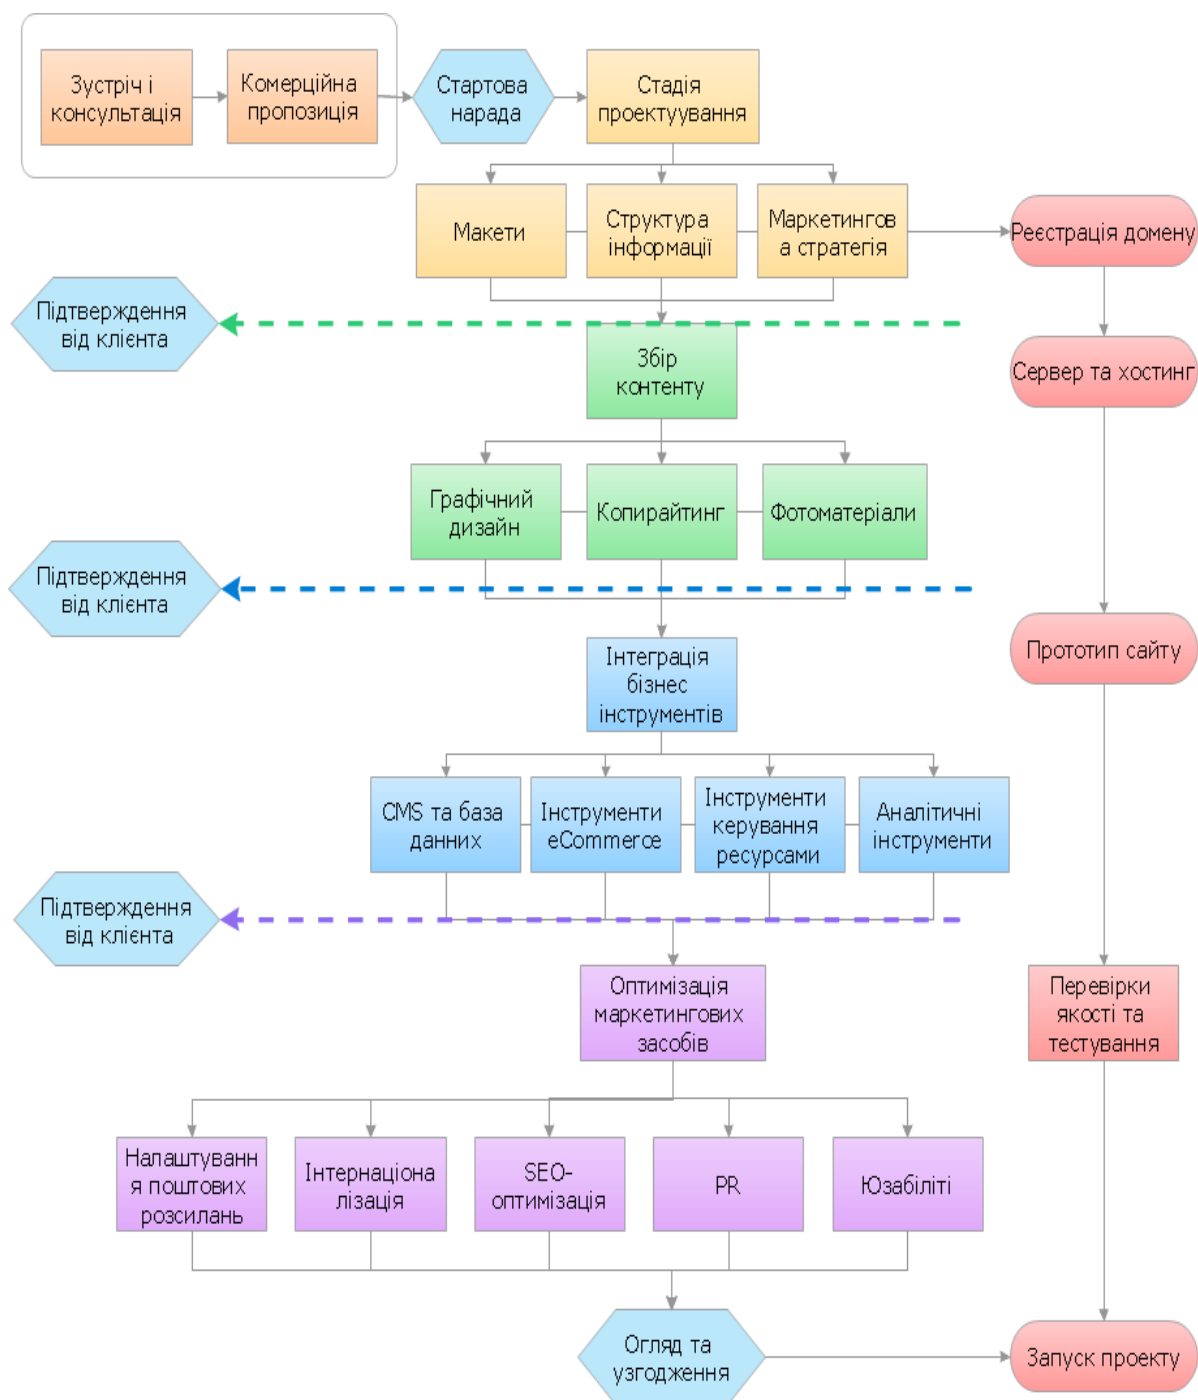 Зустріч і
консультація
Комерційна
пропозиція
Стартова
нарада
Стадія
проектуування
Макети
Структура
інформації
Маркетингов
а стратегія
Реєстрація домену
Підтвердження
від клієнта
Збір
контенту
Сервер та хостинг
Графічний
дизайн
Копирайтинг
Фотоматеріали
Підтвердження
від клієнта
Інтеграція
бізнес
інструментів
Прототип сайту
CMS та база
данних
Інструменти
eCommerce
Інструменти
керування
ресурсами
Аналітичні
інструменти
Підтвердження
від клієнта
Оптимізація
маркетингових
засобів
Перевірки
якості та
тестування
Налаштуванн
я поштових
розсилань
Інтернаціона
лізація
SEO-
оптимізація
PR
Юзабіліті
Огляд та
узгодження
Запуск проекту